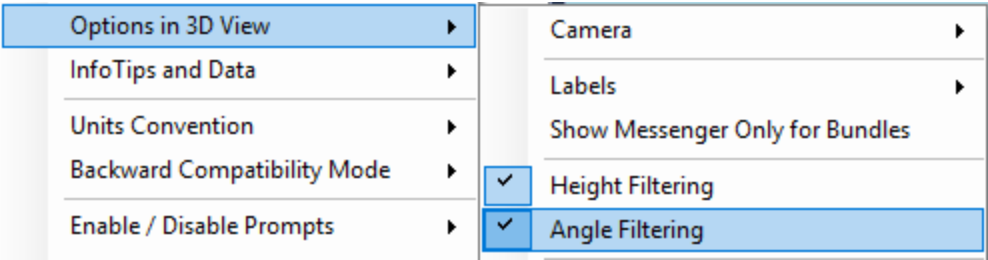 Options in 3D View
InfoTips and Data
Units Convention
Backward Compatibility Mode
Enable / Disable Prompts
Camera
Labels
Show Messenger Only for Bundles
Height Filtering
Angle Filtering